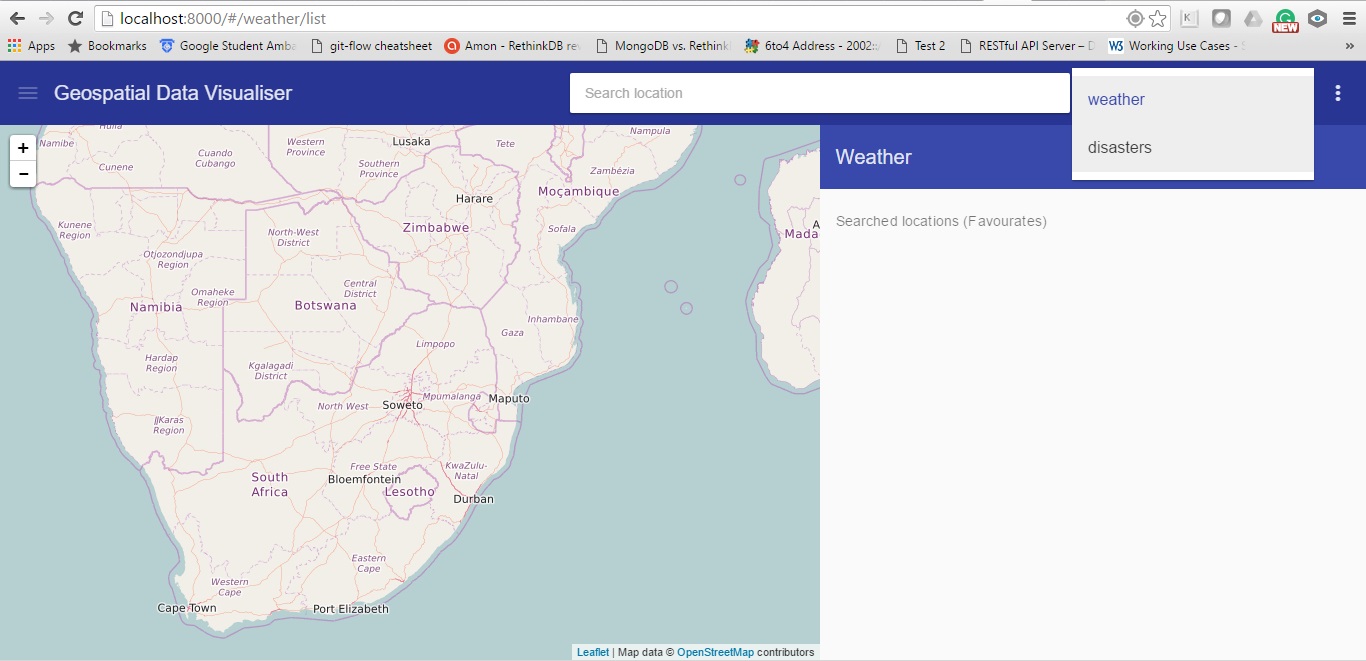 localhost:8000/#/weather/list
K
NEW
Apps Bookmarks Google Student Amba git-flow cheatsheet Amon - RethinkDB rev MongoDB vs. Rethink 6to4 Address - 2002:: Test 2 RESTful API Server – D W3 Working Use Cases -
Geospatial Data Visualiser
Search location
weather
disasters
Weather
Searched locations (Favourates)
+
−
Huíla
Namibe
Cunene
Cuando Cubango
Western Province
Lusaka
Southern Province
Tete
Nampula
Zambézia
Moçambique
Harare
Zimbabwe
Sofala
Kunene Region
North-West District
Otjozondjupa Region
Omaheke Region
Central District
Namibia
Botswana
Inhambane
Gaza
Limpopo
Hardap Region
Kgalagadi District
North West
Soweto
Mpumalanga
Maputo
ǁKaras Region
Free State
KwaZulu-Natal
South Africa
Bloemfontein
Lesotho
Durban
Eastern Cape
Western Cape
Cape Town
Port Elizabeth
A
Mada
Leaflet | Map data © OpenStreetMap contributors